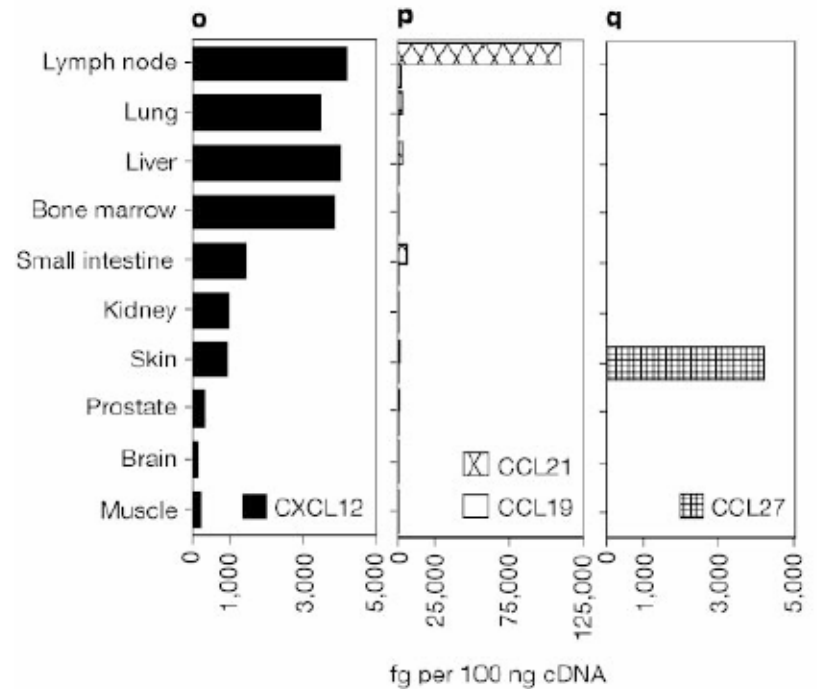 o p q
Lymph node
Lung
Liver
Bone marrow
Small intestine
Kidney
Skin
Prostate
Brain
Muscle
CXCL12
CCL21
CCL19
CCL27
0 1,000 3,000 5,000
0 25,000 75,000 125,000
0 1,000 3,000 5,000
fg per 100 ng cDNA